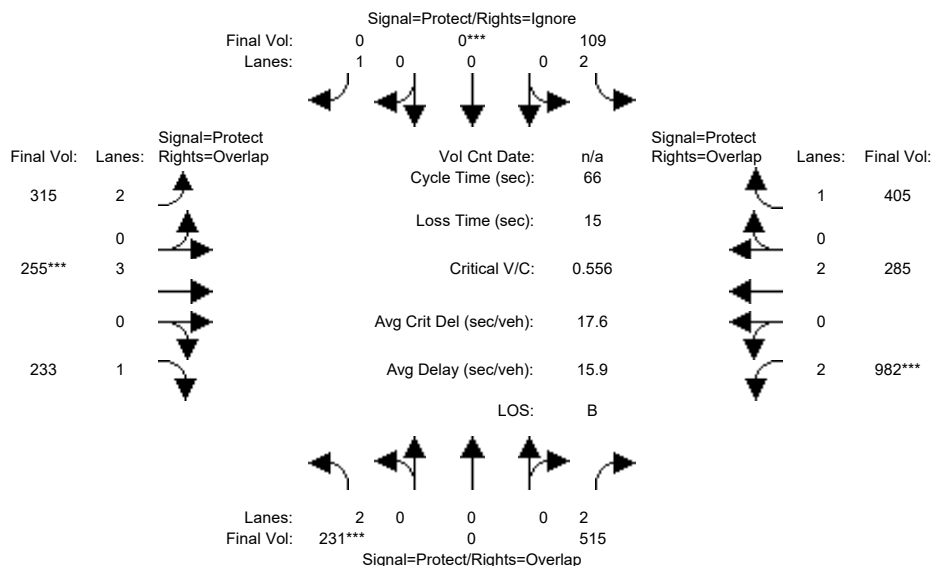 Signal=Protect/Rights=Ignore
Final Vol: 0 0*** 109
Lanes: 1 0 0 0 2
Signal=Protect
Final Vol: Lanes: Rights=Overlap
Vol Cnt Date: n/a
Signal=Protect
Rights=Overlap Lanes: Final Vol:
Cycle Time (sec): 66
315 2
1 405
Loss Time (sec): 15
0
0
255*** 3
Critical V/C: 0.556
2 285
0
Avg Crit Del (sec/veh): 17.6
0
233 1
Avg Delay (sec/veh): 15.9
2 982***
LOS: B
Lanes: 2 0 0 0 2
Final Vol: 231*** 0 515
Signal=Protect/Rights=Overlap